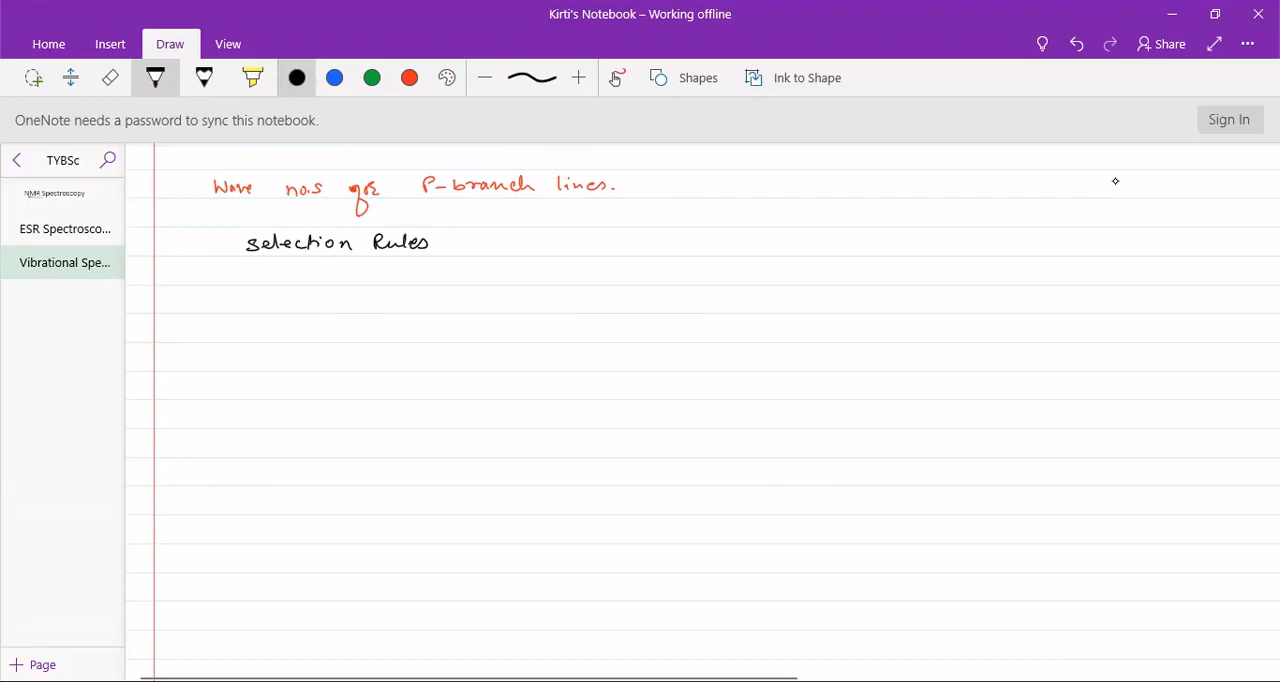 Kirti's Notebook – Working offline
Home Insert Draw View
Share
Shapes Ink to Shape
OneNote needs a password to sync this notebook. Sign In
TYBSc
NMR Spectroscopy
ESR Spectrosco...
Vibrational Spe...
Wave no.s for P-branch lines.
selection Rules
Page